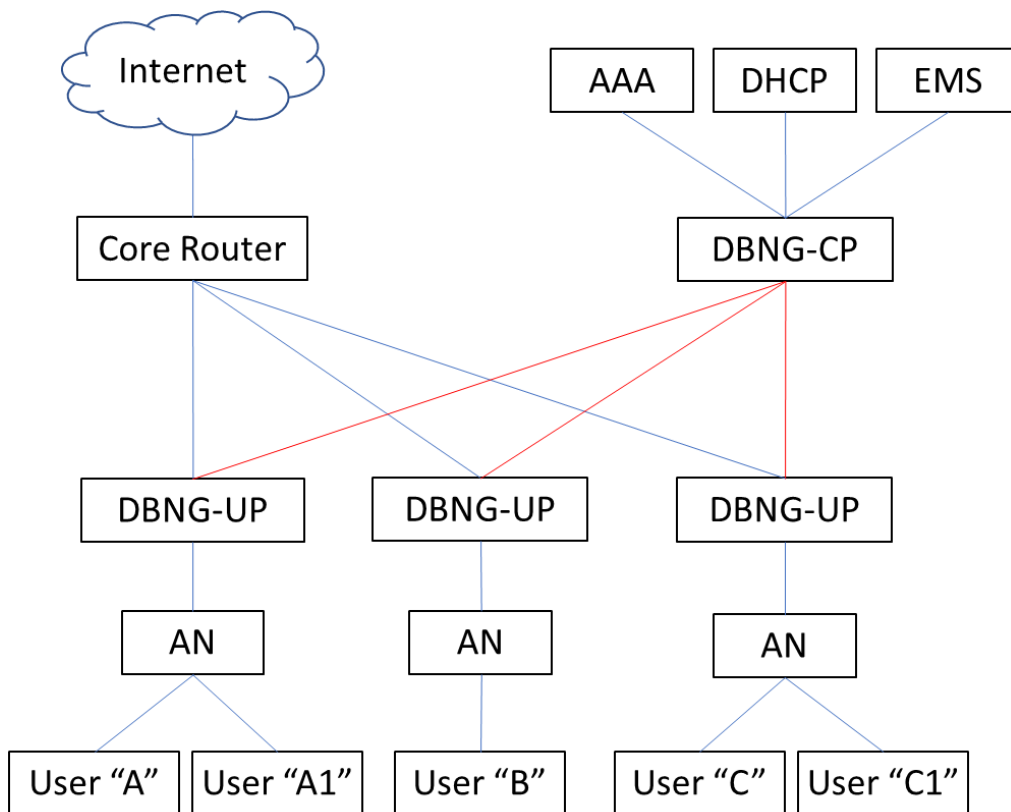 Internet
AAA
DHCP
EMS
Core Router
DBNG-CP
DBNG-UP
DBNG-UP
DBNG-UP
AN
AN
AN
User “A”
User “A1”
User “B”
User “C”
User “C1”